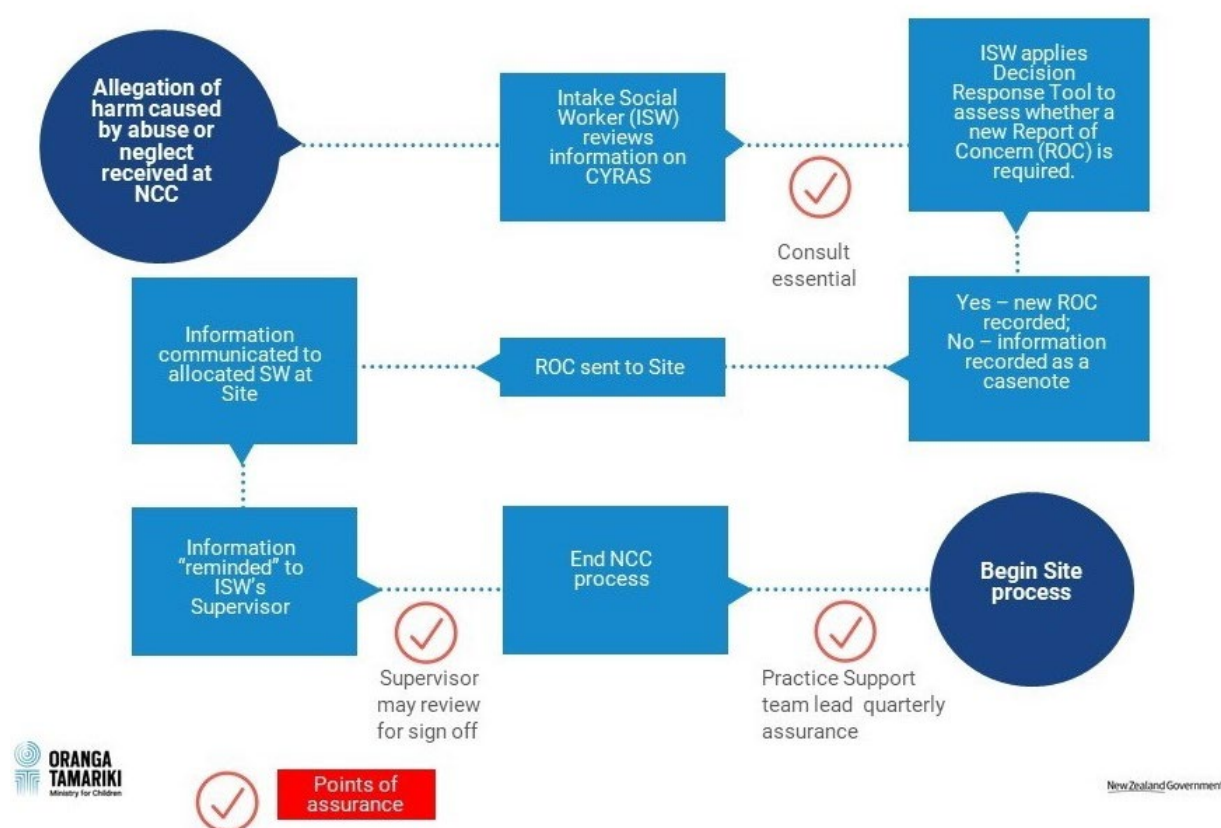 Allegation of
harm caused
by abuse or
neglect
received at
NCC
Intake Social
Worker (ISW)
reviews
information on
CYRAS
Consult
essential
ISW applies
Decision
Response Tool to
assess whether a
new Report of
Concern (ROC) is
required.
Yes – new ROC
recorded;
No – information
recorded as a
casenote
ROC sent to Site
Information
communicated to
allocated SW at
Site
Information
“reminded” to
ISW’s
Supervisor
Supervisor
may review
for sign off
End NCC
process
Practice Support
team lead quarterly
assurance
Begin Site
process
ORANGA
TAMARIKI
Ministry for Children
Points of
assurance
New Zealand Government